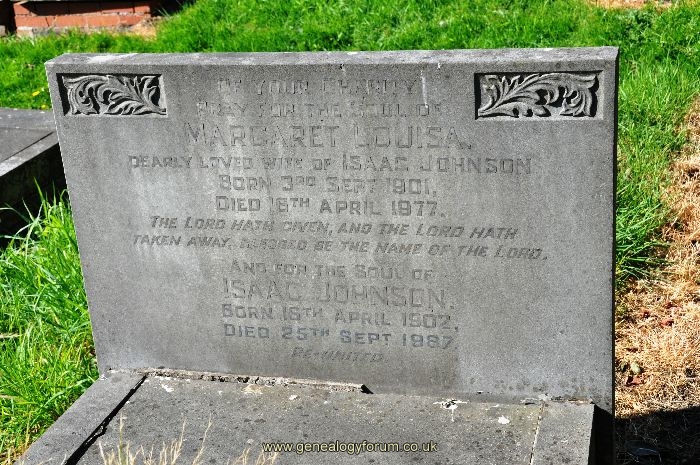 OF YOUR CHARITY
PRAY FOR THE SOUL OF
MARGARET LOUISA.
DEARLY LOVED WIFE OF ISAAC JOHNSON
BORN 3RD SEPT 1901.
DIED 16TH APRIL 1977.
THE LORD HATH GIVEN, AND THE LORD HATH
TAKEN AWAY, BLESSED BE THE NAME OF THE LORD.
AND FOR THE SOUL OF
ISAAC JOHNSON.
BORN 15TH APRIL 1902.
DIED 25TH SEPT 1987.
RE-UNITED
www.genealogyforum.co.uk